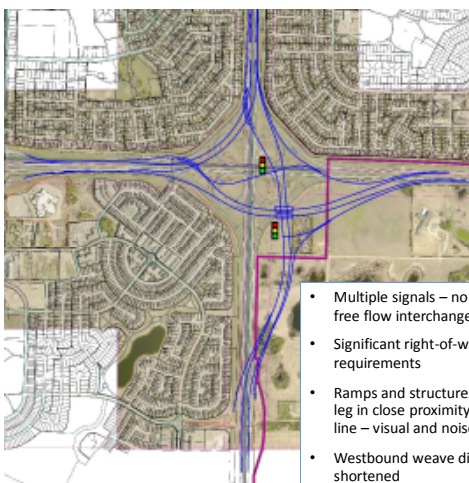 • Multiple signals – no
free flow interchange
• Significant right-of-w
requirements
• Ramps and structure
leg in close proximity
line – visual and noise
• Westbound weave di
shortened